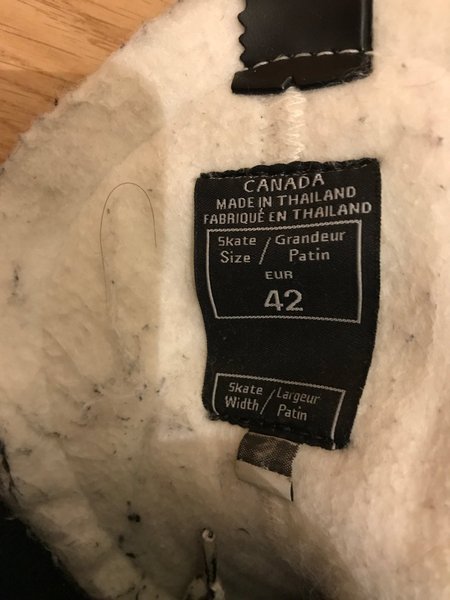 CANADA
MADE IN THAILAND
FABRIQUÉ EN THAILAND
Skate Size / Grandeur Patin
EUR
42
Skate Width / Largeur Patin